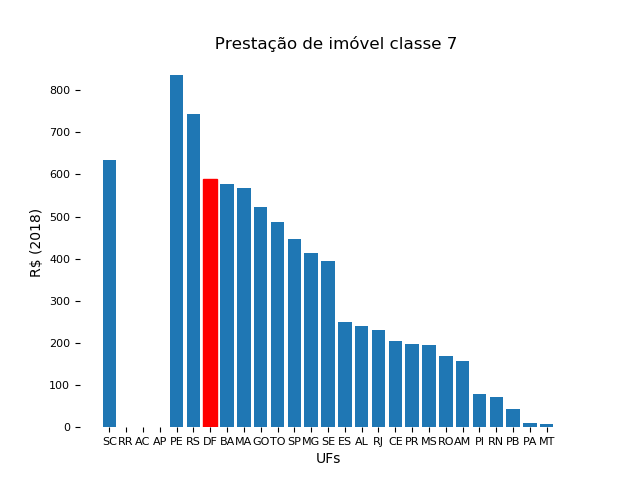 Prestação de imóvel classe 7
R$ (2018)
800
700
600
500
400
300
200
100
0
SC RR AC AP PE RS DF BA MA GO TO SP MG SE ES AL RJ CE PR MS RO AM PI RN PB PA MT
UFs